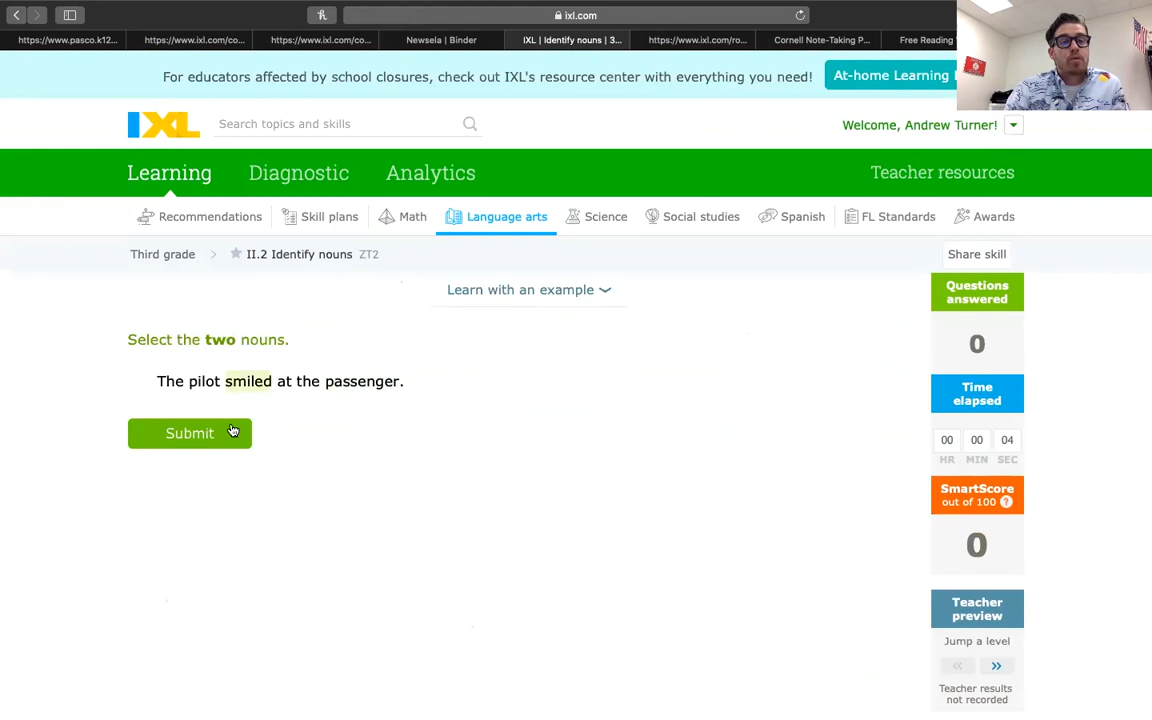 ixl.com
https://www.pasco.k12...
https://www.ixl.com/co...
https://www.ixl.com/co...
Newsela | Binder
IXL | Identify nouns | 3...
https://www.ixl.com/ro...
Cornell Note-Taking P...
Free Reading
For educators affected by school closures, check out IXL's resource center with everything you need!
At-home Learning
IXL
Search topics and skills
Welcome, Andrew Turner!
Learning
Diagnostic
Analytics
Teacher resources
Recommendations
Skill plans
Math
Language arts
Science
Social studies
Spanish
FL Standards
Awards
Third grade > II.2 Identify nouns ZT2
Share skill
Learn with an example
Questions
answered
0
Select the two nouns.
The pilot smiled at the passenger.
Submit
Time
elapsed
00 00 04
HR MIN SEC
SmartScore
out of 100 ?
0
Teacher
preview
Jump a level
<< >>
Teacher results
not recorded